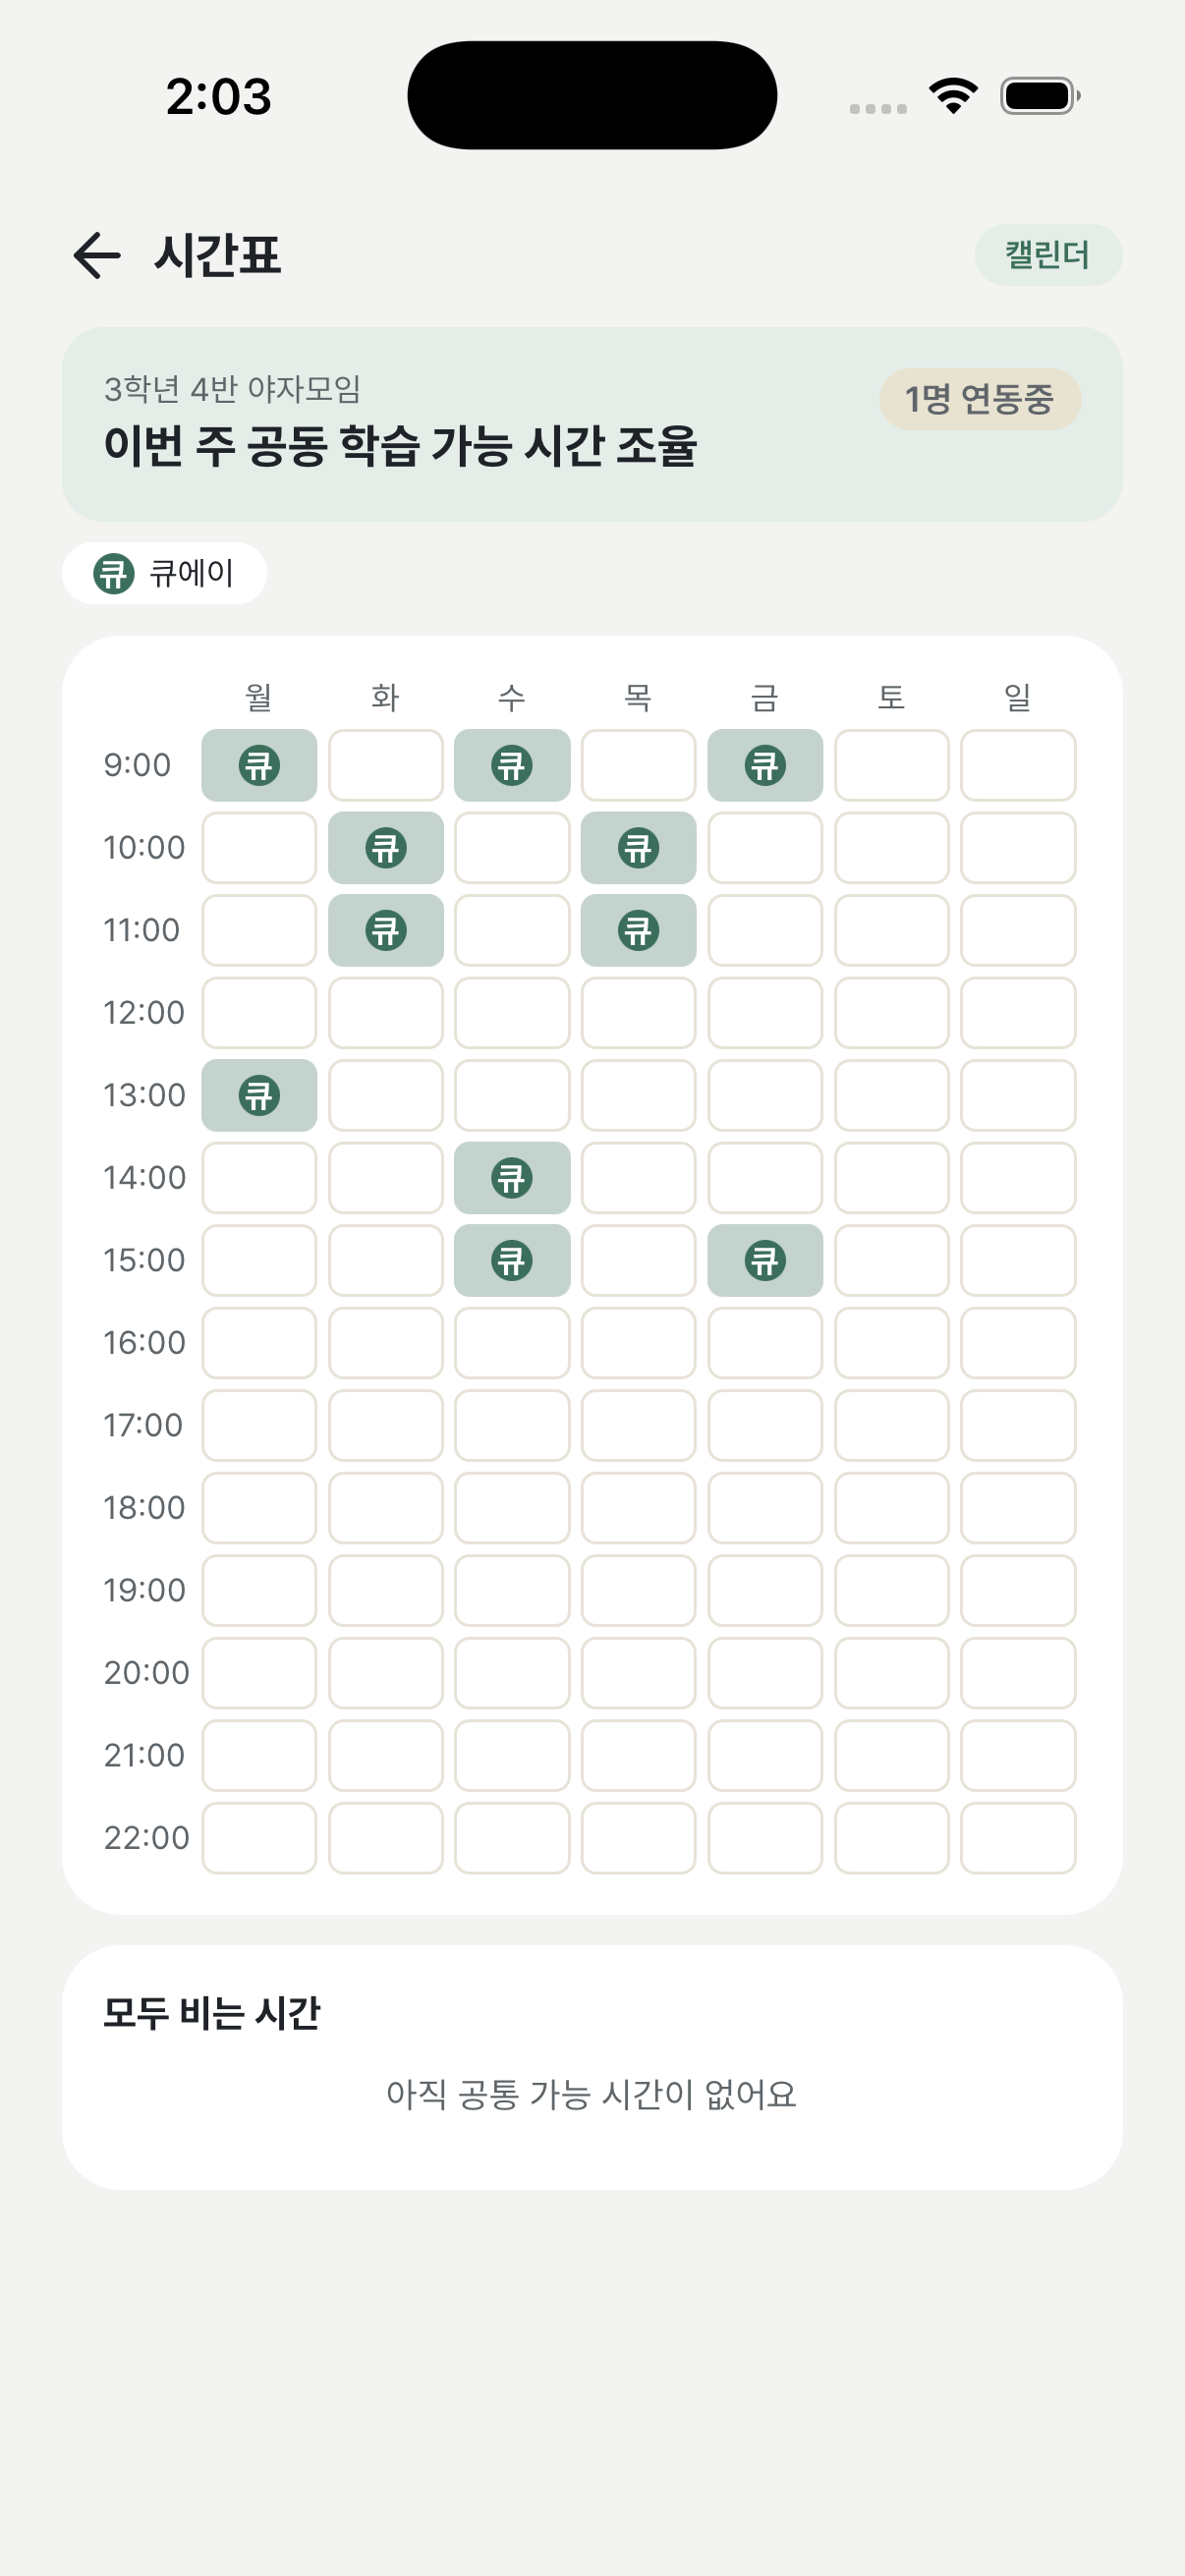 2:03
시간표
캘린더
3학년 4반 야자모임
1명 연동중
이번 주 공동 학습 가능 시간 조율
큐 큐에이
월 화 수 목 금 토 일
9:00 큐 큐 큐
10:00 큐 큐
11:00 큐 큐
12:00
13:00 큐
14:00 큐
15:00 큐 큐
16:00
17:00
18:00
19:00
20:00
21:00
22:00
모두 비는 시간
아직 공통 가능 시간이 없어요